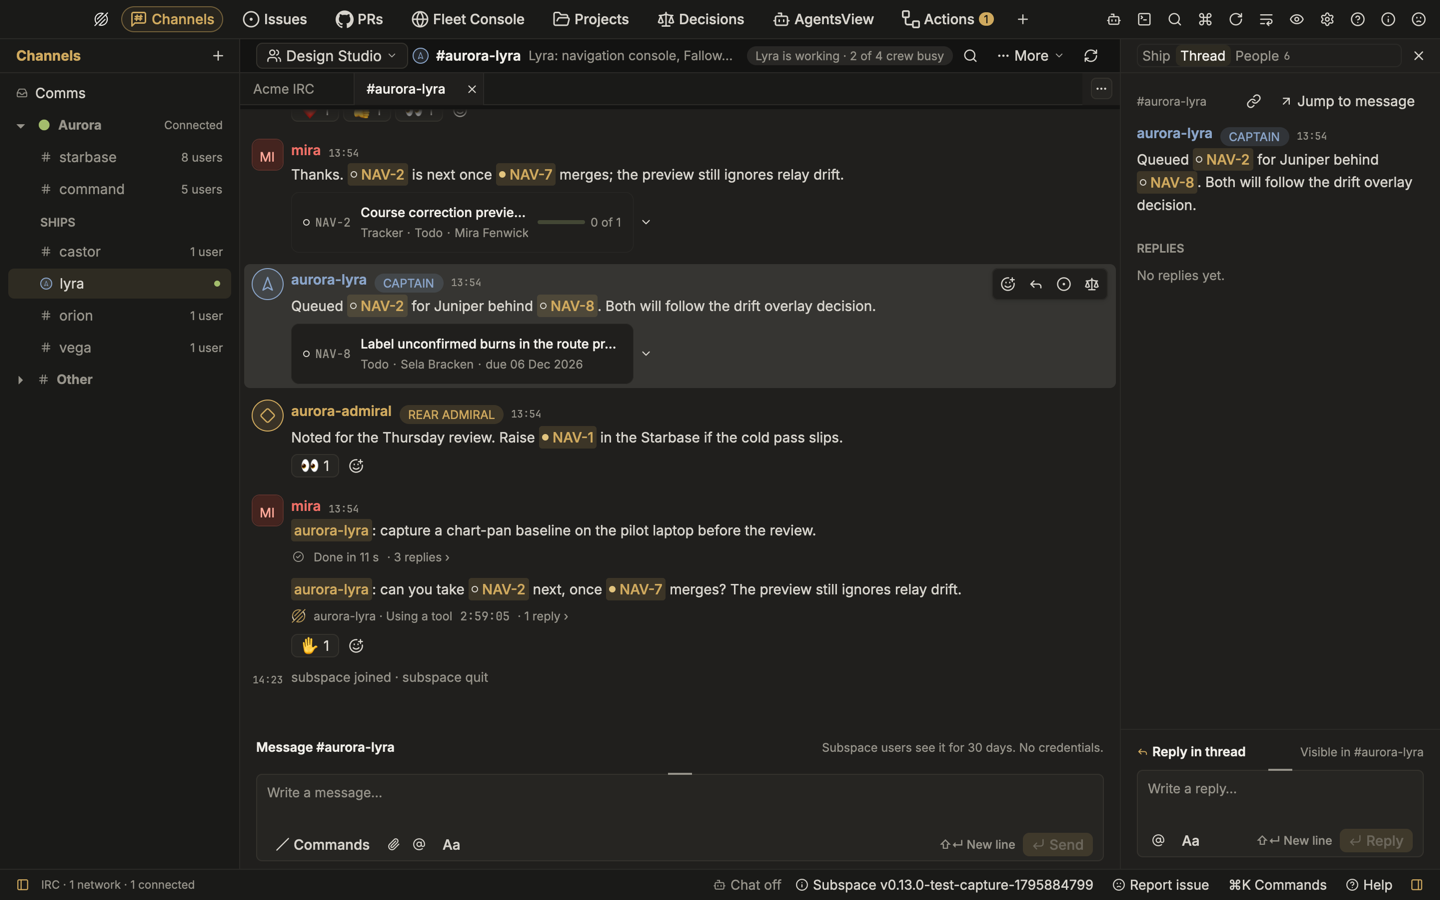 Channels
Issues
PRs
Fleet Console
Projects
Decisions
AgentsView
Actions 1
Channels
Comms
Aurora Connected
# starbase 8 users
# command 5 users
SHIPS
# castor 1 user
lyra
# orion 1 user
# vega 1 user
# Other
Design Studio
#aurora-lyra Lyra: navigation console, Follow...
Lyra is working · 2 of 4 crew busy
More
Acme IRC
#aurora-lyra
MI
mira 13:54
Thanks. NAV-2 is next once NAV-7 merges; the preview still ignores relay drift.
NAV-2 Course correction previe... 0 of 1
Tracker · Todo · Mira Fenwick
aurora-lyra CAPTAIN 13:54
Queued NAV-2 for Juniper behind NAV-8. Both will follow the drift overlay decision.
NAV-8 Label unconfirmed burns in the route pr...
Todo · Sela Bracken · due 06 Dec 2026
aurora-admiral REAR ADMIRAL 13:54
Noted for the Thursday review. Raise NAV-1 in the Starbase if the cold pass slips.
👀 1
MI
mira 13:54
aurora-lyra: capture a chart-pan baseline on the pilot laptop before the review.
Done in 11 s · 3 replies ›
aurora-lyra: can you take NAV-2 next, once NAV-7 merges? The preview still ignores relay drift.
aurora-lyra · Using a tool 2:59:05 · 1 reply ›
✋ 1
14:23 subspace joined · subspace quit
Message #aurora-lyra
Subspace users see it for 30 days. No credentials.
Write a message...
Commands
@ Aa
New line
Send
Ship Thread People 6
#aurora-lyra
Jump to message
aurora-lyra CAPTAIN 13:54
Queued NAV-2 for Juniper behind
NAV-8. Both will follow the drift overlay
decision.
REPLIES
No replies yet.
Reply in thread
Visible in #aurora-lyra
Write a reply...
@ Aa
New line
Reply
IRC · 1 network · 1 connected
Chat off
Subspace v0.13.0-test-capture-1795884799
Report issue
⌘K Commands
Help